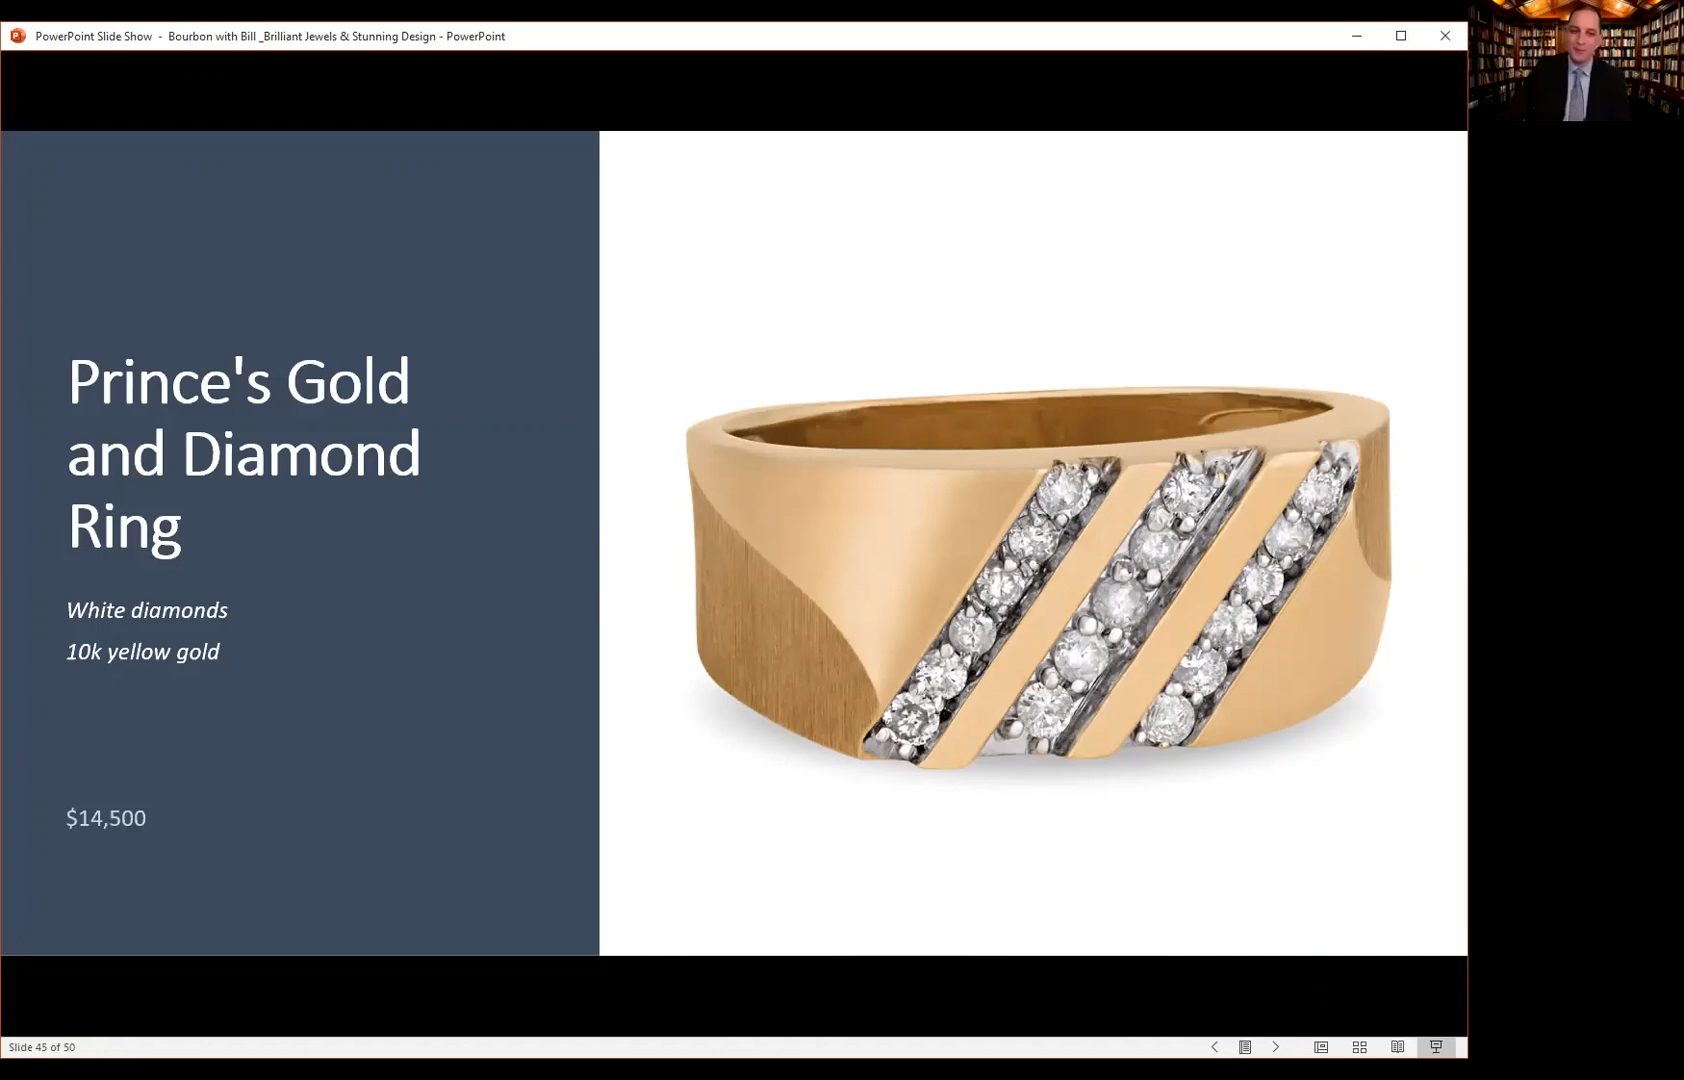 PowerPoint Slide Show - Bourbon with Bill _Brilliant Jewels & Stunning Design - PowerPoint
Prince's Gold
and Diamond
Ring
White diamonds
10k yellow gold
$14,500
Slide 45 of 50